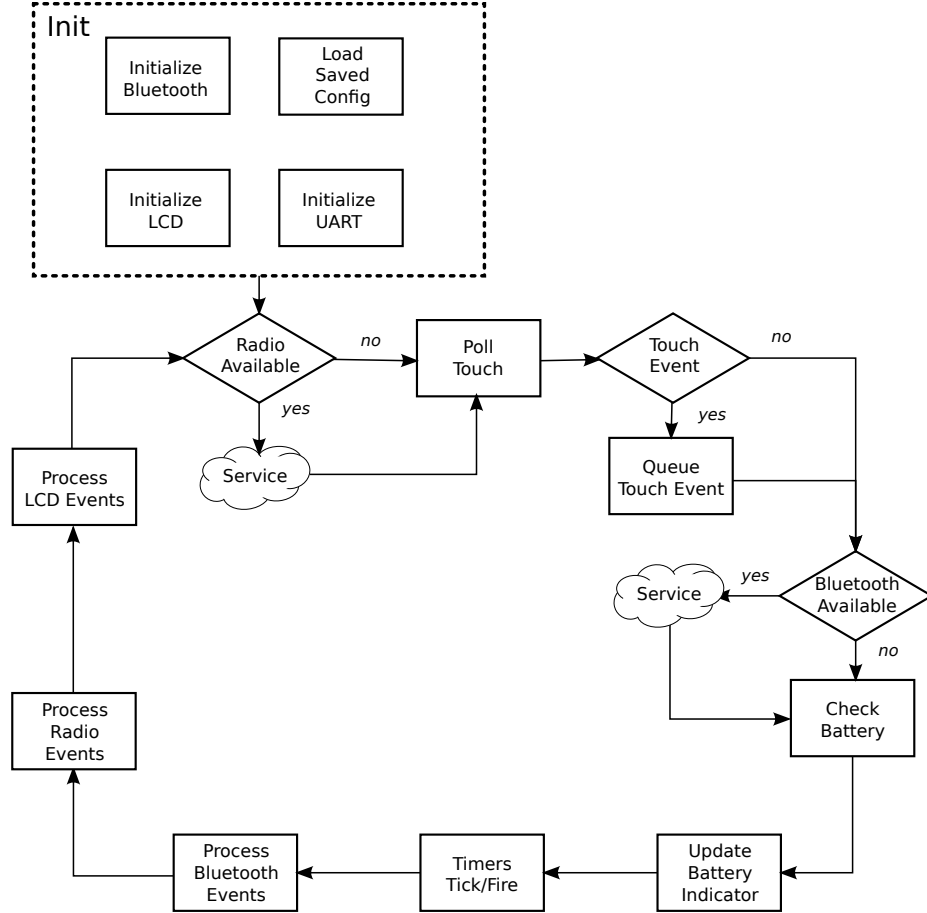 Init
Initialize
Bluetooth
Load
Saved
Config
Initialize
LCD
Initialize
UART
Radio
Available
no
yes
Poll
Touch
Touch
Event
no
yes
Service
Queue
Touch Event
Process
LCD Events
Bluetooth
Available
yes
no
Service
Check
Battery
Process
Radio
Events
Process
Bluetooth
Events
Timers
Tick/Fire
Update
Battery
Indicator